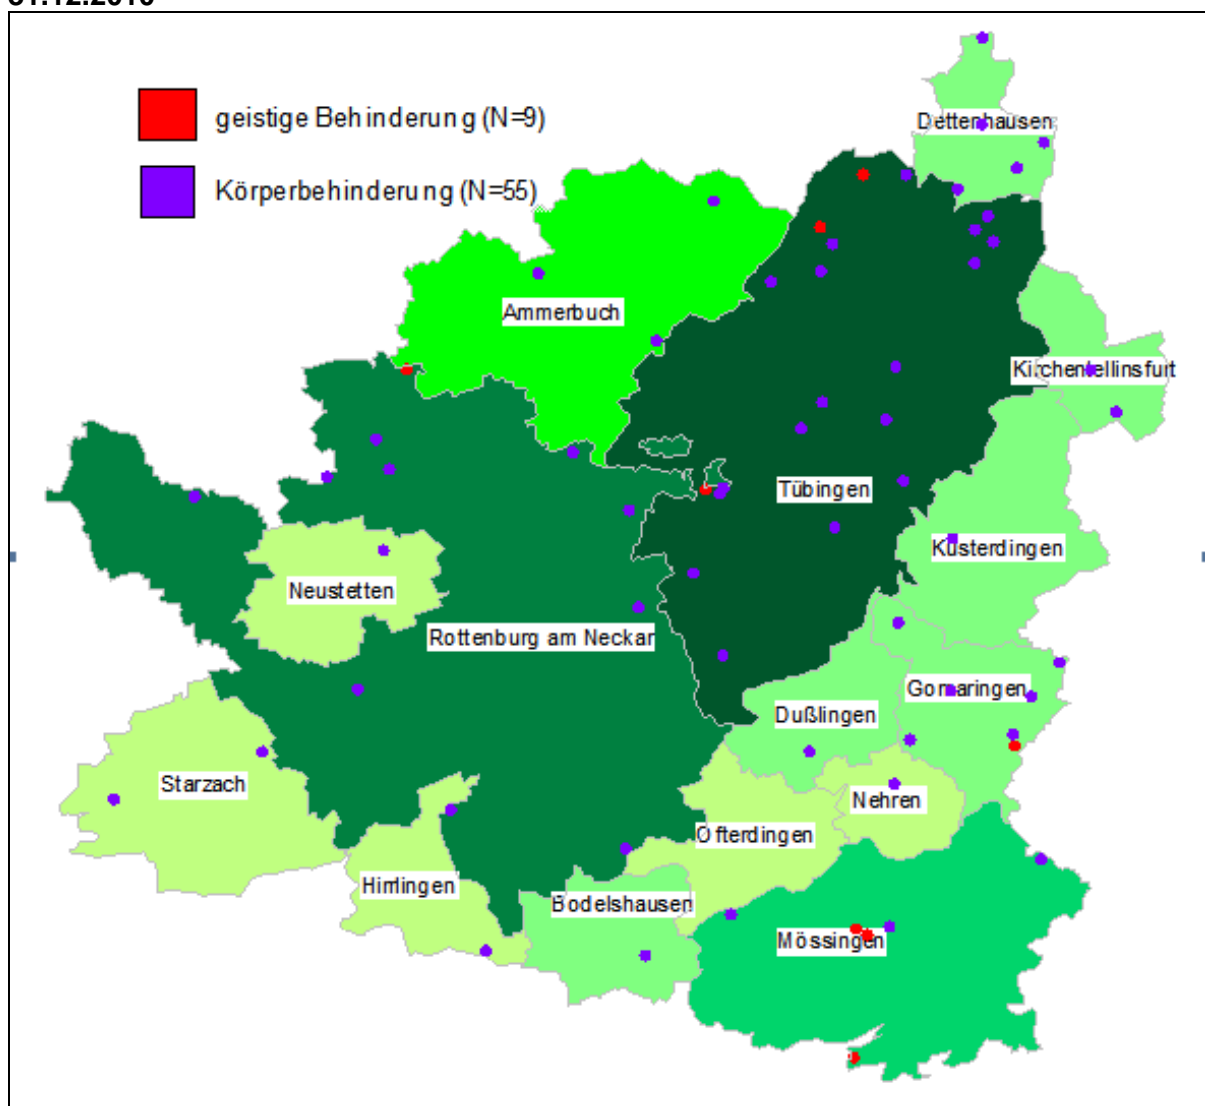 geistige Behinderung (N=9)
Dettenhausen
Körperbehinderung (N=55)
Ammerbuch
Kirchentellinsfurt
Tübingen
Kusterdingen
Neustetten
Rottenburg am Neckar
Gomaringen
Dußlingen
Starzach
Nehren
Ofterdingen
Hirrlingen
Bodelshausen
Mössingen